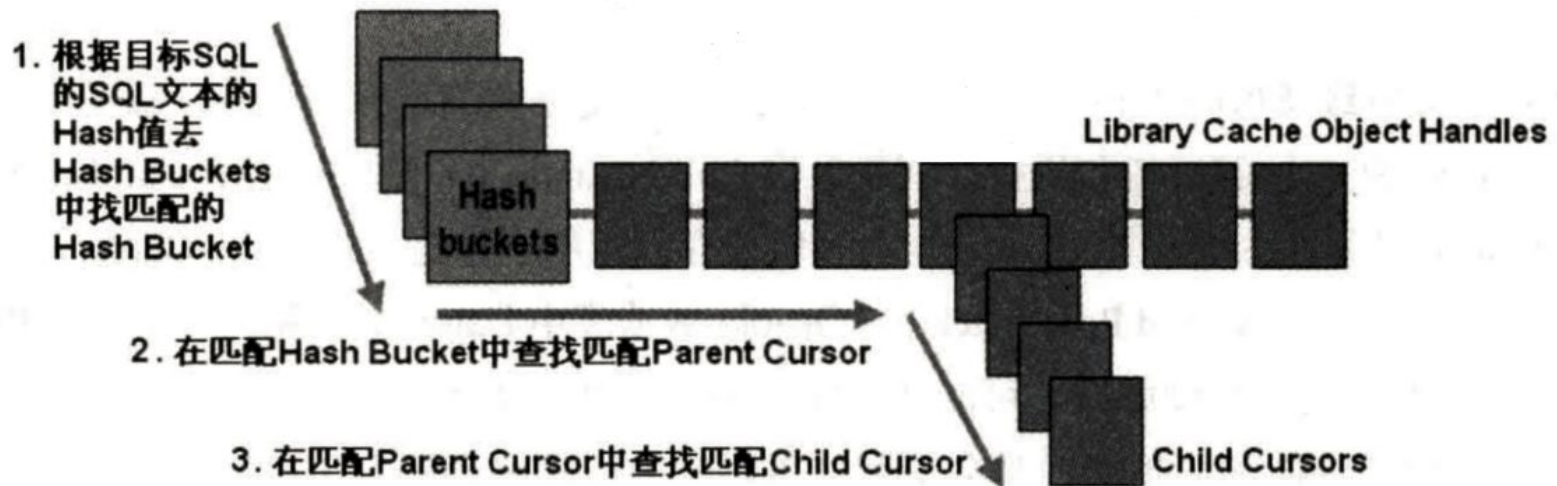 1. 根据目标SQL
的SQL文本的
Hash值去
Hash Buckets
中找匹配的
Hash Bucket
Library Cache Object Handles
Hash
buckets
2. 在匹配Hash Bucket中查找匹配Parent Cursor
3. 在匹配Parent Cursor中查找匹配Child Cursor
Child Cursors